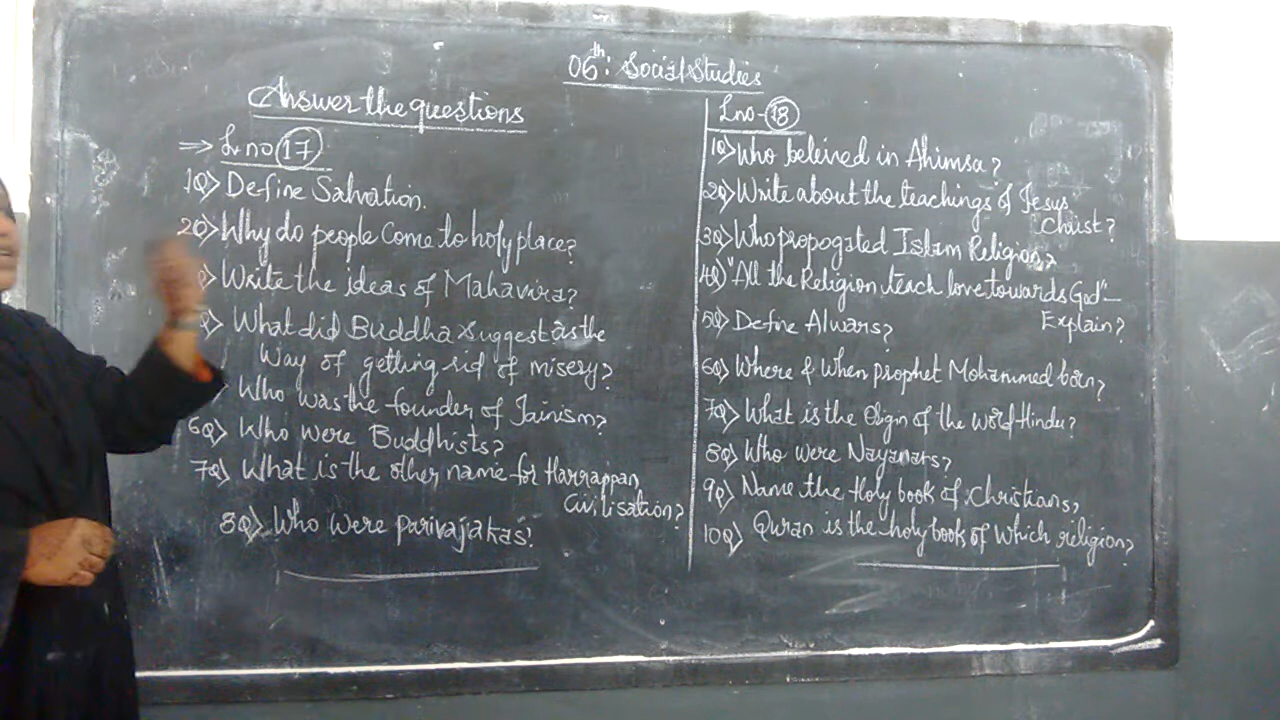 06th: Social Studies
Answer the questions
⇒ L no 17
1Q> Define Salvation.
2Q> Why do people come to holy place?
Q> Write the ideas of Mahavira?
Q> What did Buddha suggest as the
Way of getting rid of misery?
Who was the founder of Jainism?
6Q> Who were Buddhists?
7Q> What is the other name for Harrappan
Civilisation?
8Q> Who were parivajakas?
Lno-18
1Q> Who beleived in Ahimsa?
2Q> Write about the teachings of Jesus
Christ?
3Q> Who propogated Islam Religion?
4Q> "All the Religion teach love towards God"-
Explain?
5Q> Define Alwars?
6Q> Where & When prophet Mohammed born?
7Q> What is the Origin of the word Hindu?
8Q> Who were Nayanars?
9Q> Name the Holy book of Christians?
10Q> Quran is the holy book of Which religion?